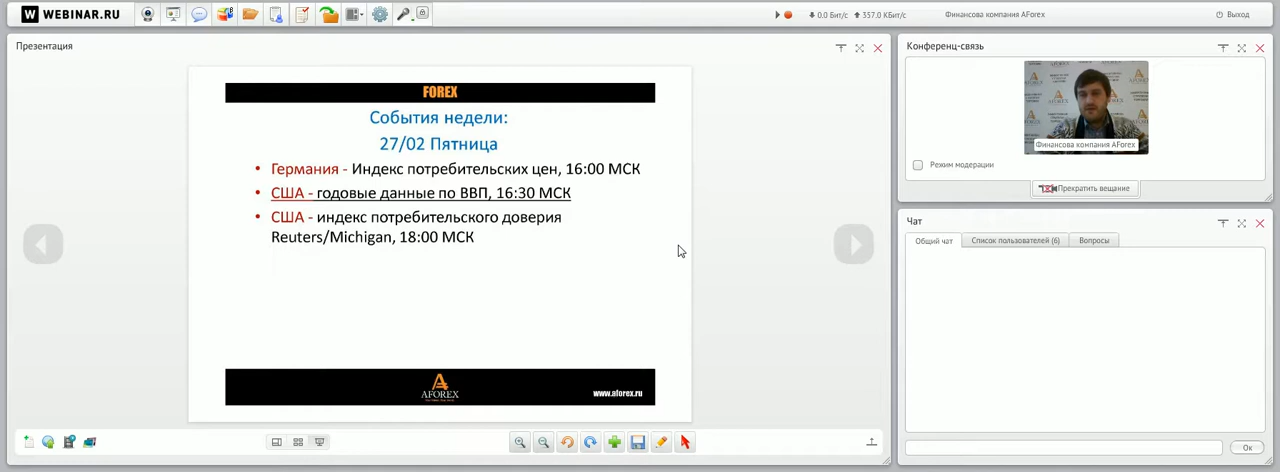 WEBINAR.RU
0.0 Бит/с 357.0 КБит/с
Финансова компания AForex
Выход
Презентация
FOREX
События недели:
27/02 Пятница
• Германия - Индекс потребительских цен, 16:00 МСК
• США - годовые данные по ВВП, 16:30 МСК
• США - индекс потребительского доверия
Reuters/Michigan, 18:00 МСК
AFOREX
www.aforex.ru
Конференц-связь
Финансова компания AForex
Режим модерации
Прекратить вещание
Чат
Общий чат
Список пользователей (6)
Вопросы
Ок